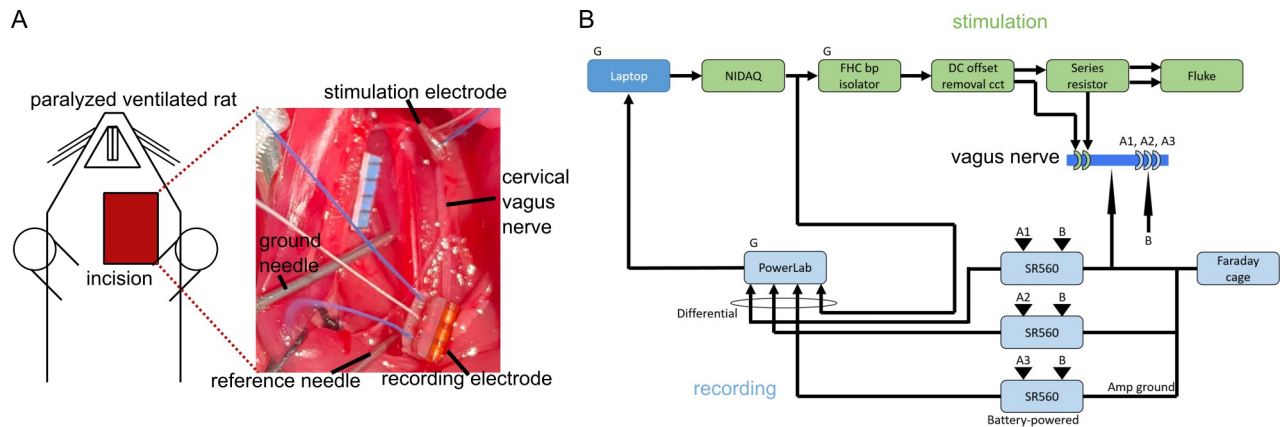 A
paralyzed ventilated rat
stimulation electrode
cervical
vagus
nerve
ground
needle
incision
reference needle
recording electrode
B
stimulation
G
Laptop
NIDAQ
G
FHC bp
isolator
DC offset
removal cct
Series
resistor
Fluke
vagus nerve
A1, A2, A3
B
G
PowerLab
Differential
A1
B
SR560
Faraday
cage
A2
B
SR560
A3
B
SR560
Amp ground
Battery-powered
recording